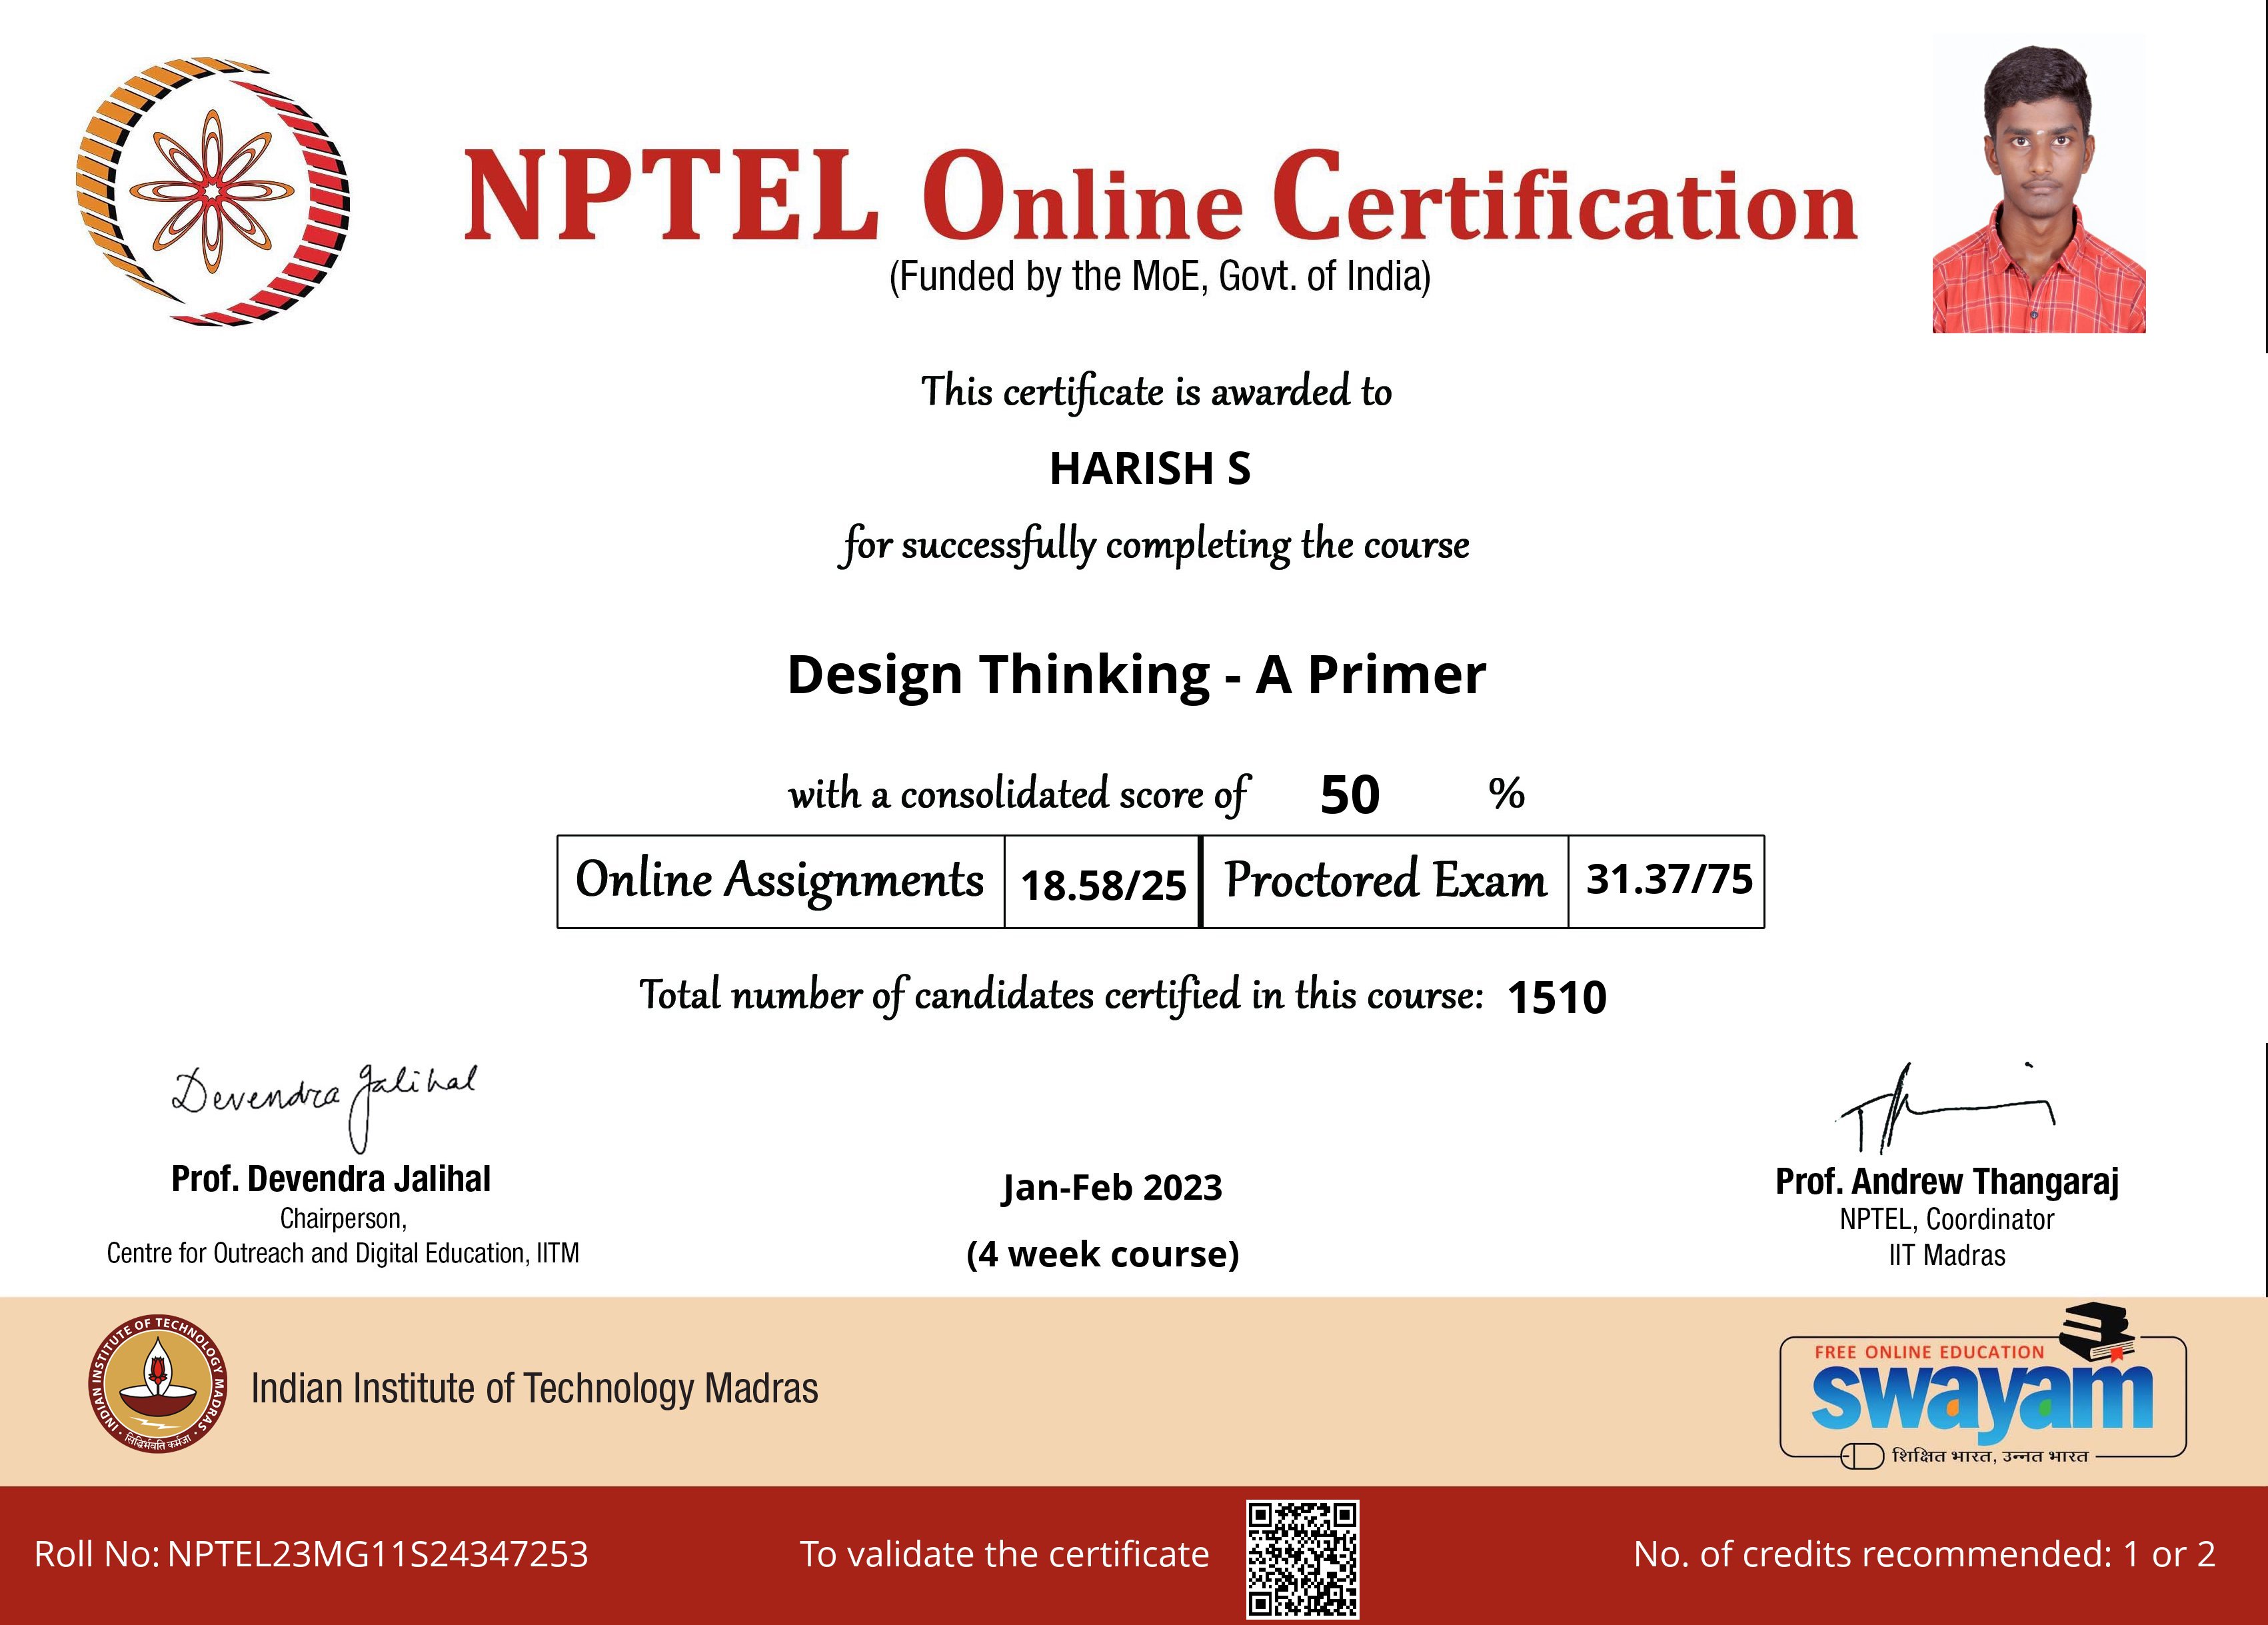 NPTEL Online Certification
(Funded by the MoE, Govt. of India)
This certificate is awarded to
HARISH S
for successfully completing the course
Design Thinking - A Primer
with a consolidated score of 50 %
Online Assignments 18.58/25 Proctored Exam 31.37/75
Total number of candidates certified in this course: 1510
Devendra Jalihal
Prof. Devendra Jalihal
Chairperson,
Centre for Outreach and Digital Education, IITM
Jan-Feb 2023
(4 week course)
Prof. Andrew Thangaraj
NPTEL, Coordinator
IIT Madras
INDIAN INSTITUTE OF TECHNOLOGY MADRAS
सिद्धिर्भवति कर्मजा
Indian Institute of Technology Madras
FREE ONLINE EDUCATION
swayam
शिक्षित भारत, उन्नत भारत
Roll No: NPTEL23MG11S24347253
To validate the certificate
No. of credits recommended: 1 or 2